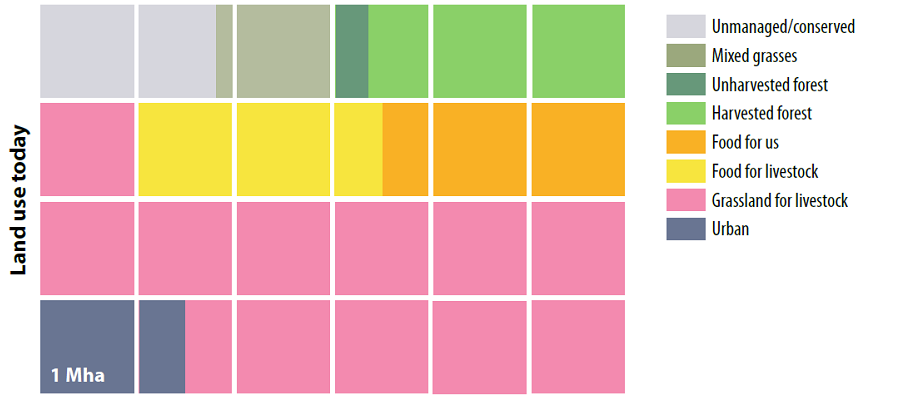 Land use today
1 Mha
Unmanaged/conserved
Mixed grasses
Unharvested forest
Harvested forest
Food for us
Food for livestock
Grassland for livestock
Urban